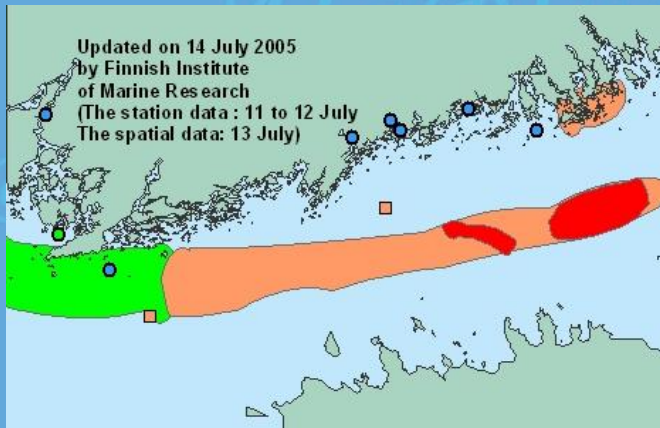 Updated on 14 July 2005
by Finnish Institute
of Marine Research
(The station data : 11 to 12 July
The spatial data: 13 July)